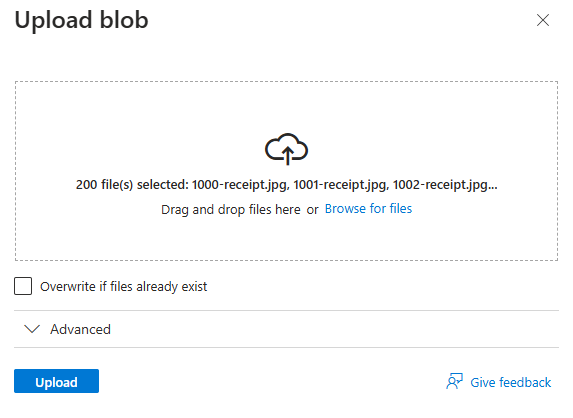 Upload blob
200 file(s) selected: 1000-receipt.jpg, 1001-receipt.jpg, 1002-receipt.jpg...
Drag and drop files here or Browse for files
Overwrite if files already exist
Advanced
Upload
Give feedback